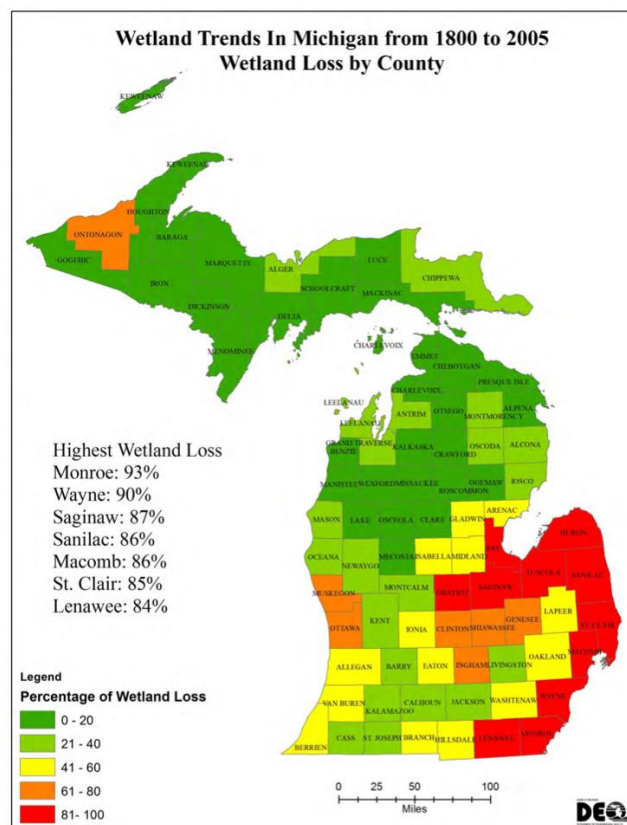 Wetland Trends In Michigan from 1800 to 2005
Wetland Loss by County
KEWEENAW
KEWEENAW
HOUGHTON
ONTONAGON
BARAGA
GOGEBIC
MARQUETTE
LUCE
ALGER
CHIPPEWA
IRON
SCHOOLCRAFT
MACKINAC
DICKINSON
DELTA
MENOMINEE
CHARLEVOIX
EMMET
CHEBOYGAN
PRESQUE ISLE
CHARLEVOIX
LEELANAU
ANTRIM
OTSEGO
MONTMORENCY
ALPENA
LEELANAU
GRAND TRAVERSE
BENZIE
KALKASKA
CRAWFORD
OSCODA
ALCONA
MANISTEE
WEXFORD
MISSAUKEE
ROSCOMMON
OGEMAW
IOSCO
ARENAC
MASON
LAKE
OSCEOLA
CLARE
GLADWIN
HURON
OCEANA
NEWAYGO
MECOSTA
ISABELLA
MIDLAND
BAY
TUSCOLA
SANILAC
MUSKEGON
MONTCALM
GRATIOT
SAGINAW
OTTAWA
KENT
IONIA
CLINTON
SHIAWASSEE
GENESEE
LAPEER
ST. CLAIR
MACOMB
ALLEGAN
BARRY
EATON
INGHAM
LIVINGSTON
OAKLAND
VAN BUREN
KALAMAZOO
CALHOUN
JACKSON
WASHTENAW
WAYNE
BERRIEN
CASS
ST. JOSEPH
BRANCH
HILLSDALE
LENAWEE
MONROE
Highest Wetland Loss
Monroe: 93%
Wayne: 90%
Saginaw: 87%
Sanilac: 86%
Macomb: 86%
St. Clair: 85%
Lenawee: 84%
Legend
Percentage of Wetland Loss
0 - 20
21 - 40
41 - 60
61 - 80
81- 100
0 50 100
Miles
DEQ